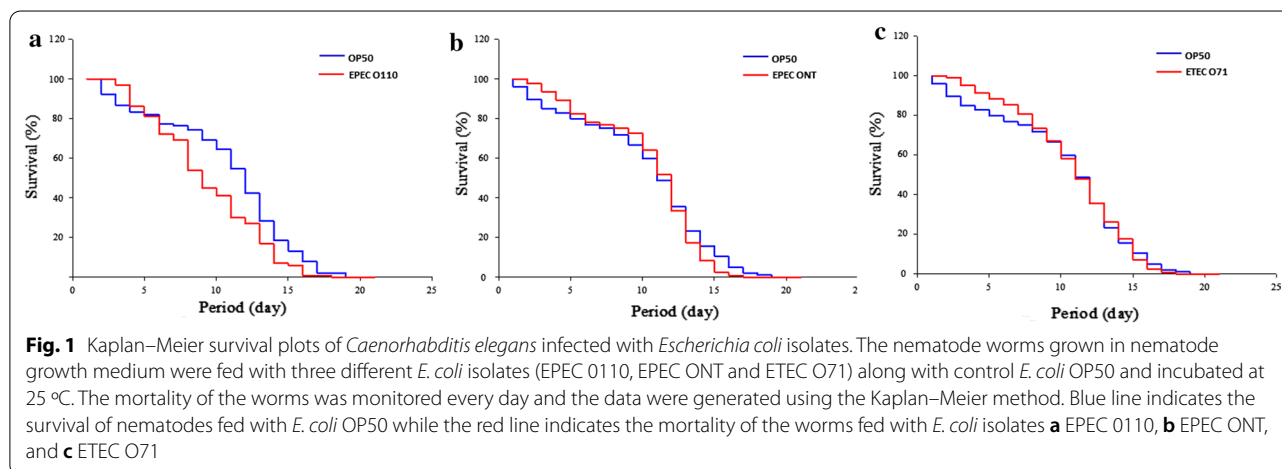 a
120
100
80
60
40
20
0
Survival (%)
OP50
EPEC O110
0 5 10 15 20 25
Period (day)
b
120
100
80
60
40
20
0
Survival (%)
OP50
EPEC ONT
0 5 10 15 20 2
Period (day)
c
120
100
80
60
40
20
0
Survival (%)
OP50
ETEC O71
0 5 10 15 20 25
Period (day)
Fig. 1 Kaplan–Meier survival plots of Caenorhabditis elegans infected with Escherichia coli isolates. The nematode worms grown in nematode
growth medium were fed with three different E. coli isolates (EPEC 0110, EPEC ONT and ETEC O71) along with control E. coli OP50 and incubated at
25 ºC. The mortality of the worms was monitored every day and the data were generated using the Kaplan–Meier method. Blue line indicates the
survival of nematodes fed with E. coli OP50 while the red line indicates the mortality of the worms fed with E. coli isolates a EPEC 0110, b EPEC ONT,
and c ETEC O71